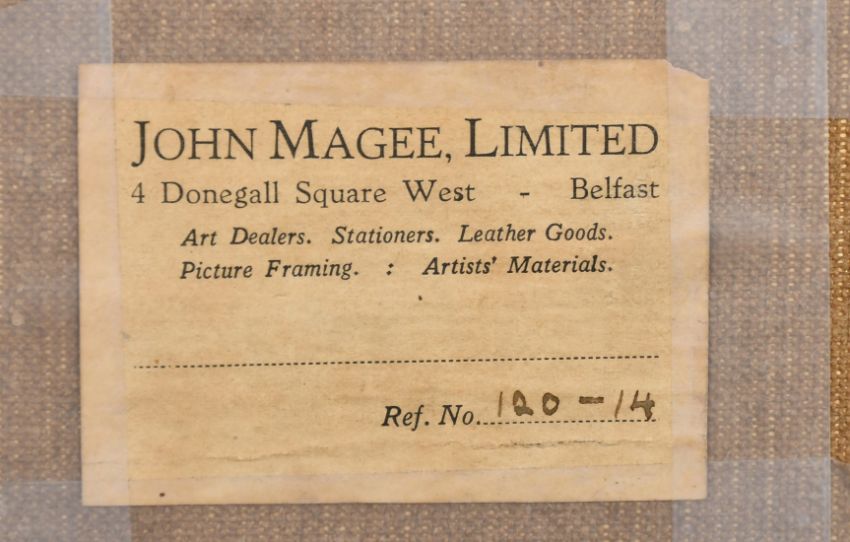 JOHN MAGEE, LIMITED
4 Donegall Square West - Belfast
Art Dealers. Stationers. Leather Goods.
Picture Framing. : Artists' Materials.
Ref. No. 120-14